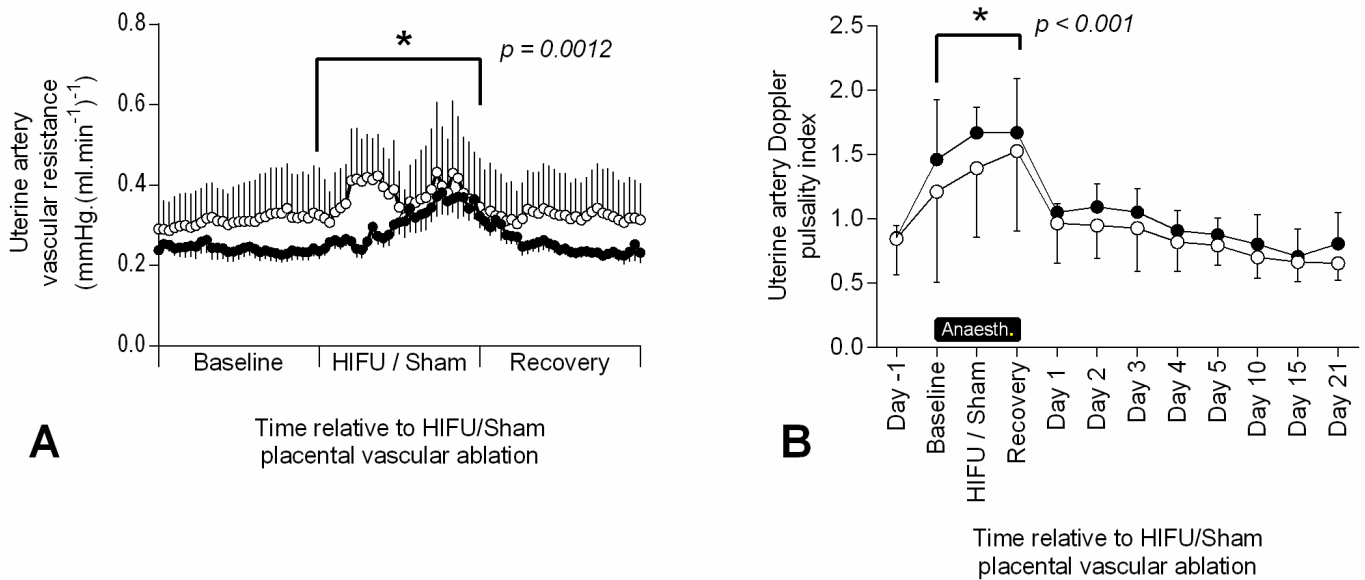 Uterine artery
vascular resistance
(mmHg.(ml.min⁻¹)⁻¹)
0.8
0.6
0.4
0.2
0.0
*
p = 0.0012
Baseline
HIFU / Sham
Recovery
Time relative to HIFU/Sham
placental vascular ablation
A
Uterine artery Doppler
pulsality index
2.5
2.0
1.5
1.0
0.5
0.0
*
p < 0.001
Anaesth.
Day -1
Baseline
HIFU / Sham
Recovery
Day 1
Day 2
Day 3
Day 4
Day 5
Day 10
Day 15
Day 21
B
Time relative to HIFU/Sham
placental vascular ablation